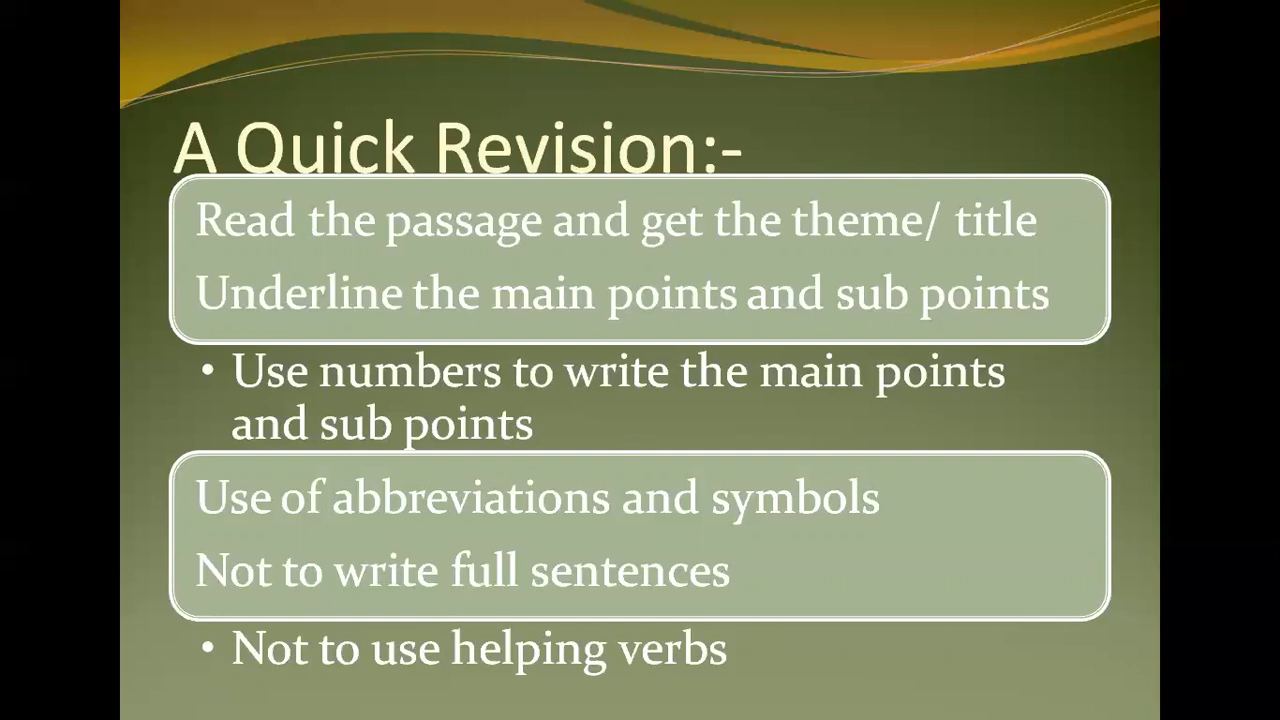 A Quick Revision:-
Read the passage and get the theme/ title
Underline the main points and sub points
• Use numbers to write the main points
and sub points
Use of abbreviations and symbols
Not to write full sentences
• Not to use helping verbs